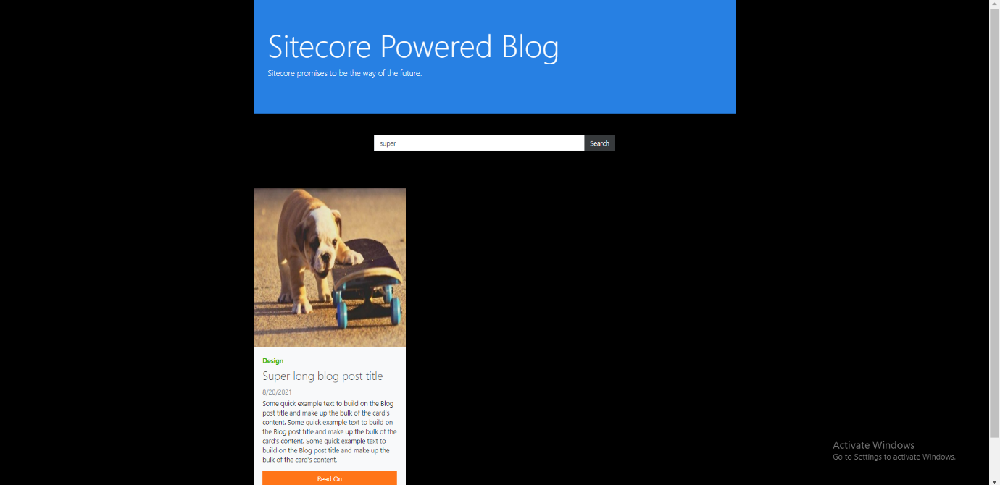 Sitecore Powered Blog
Sitecore promises to be the way of the future.
super
Search
Design
Super long blog post title
8/20/2021
Some quick example text to build on the Blog
post title and make up the bulk of the card's
content. Some quick example text to build on
the Blog post title and make up the bulk of the
card's content. Some quick example text to
build on the Blog post title and make up the
bulk of the card's content.
Read On
Activate Windows
Go to Settings to activate Windows.